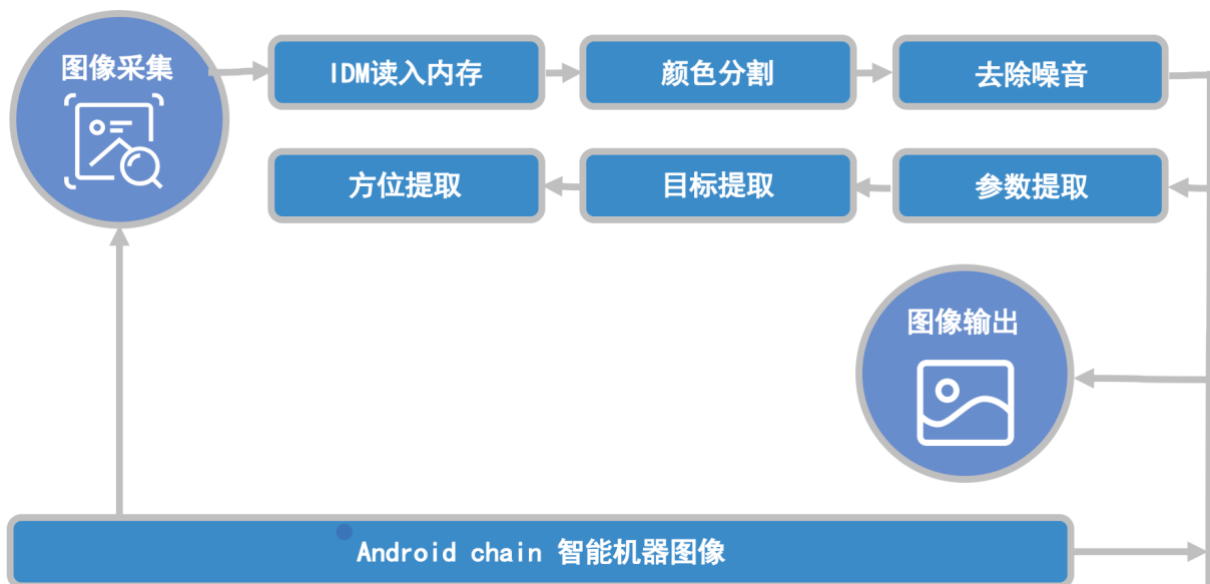 图像采集
IDM读入内存
颜色分割
去除噪音
方位提取
目标提取
参数提取
图像输出
Android chain 智能机器图像